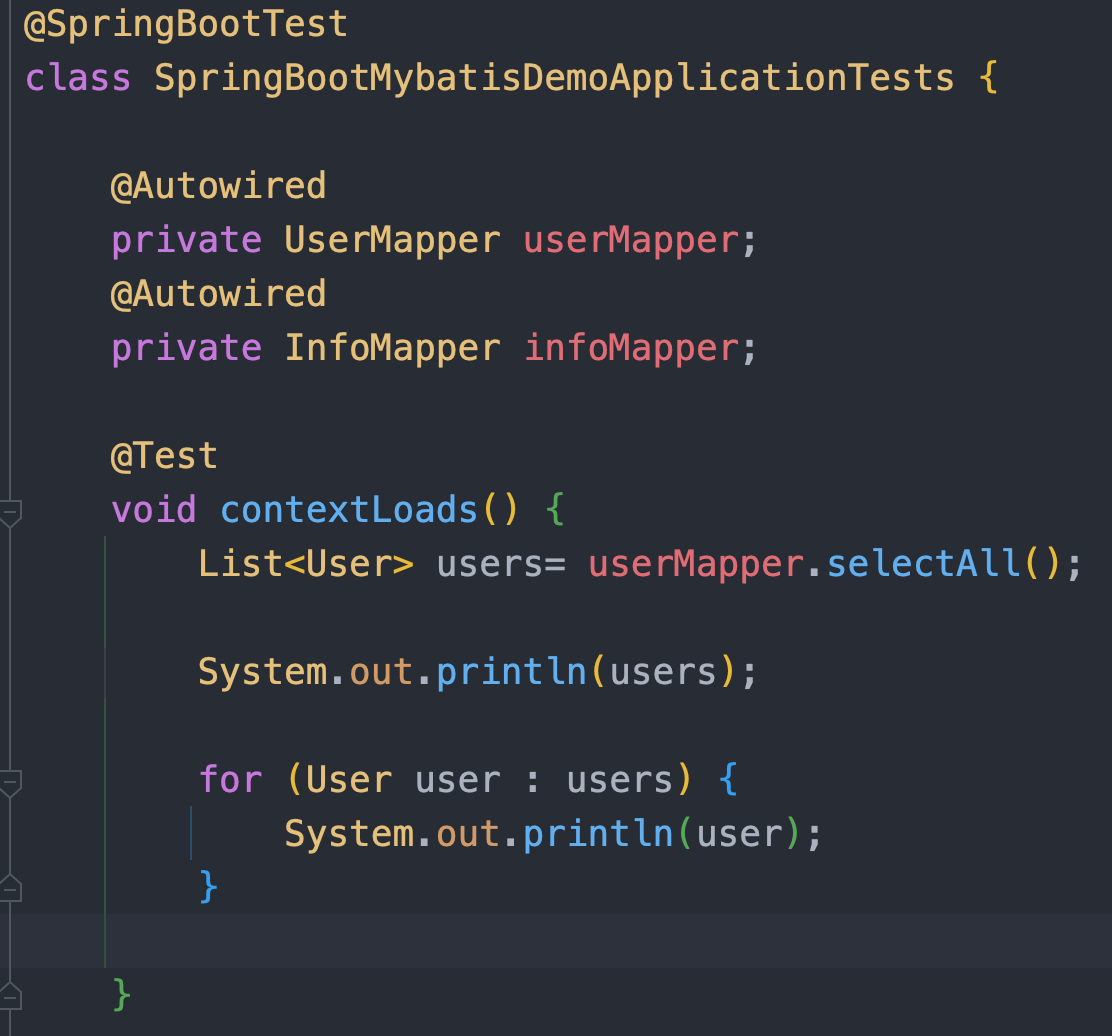 @SpringBootTest
class SpringBootMybatisDemoApplicationTests {
@Autowired
private UserMapper userMapper;
@Autowired
private InfoMapper infoMapper;
@Test
void contextLoads() {
List<User> users= userMapper.selectAll();
System.out.println(users);
for (User user : users) {
System.out.println(user);
}
}